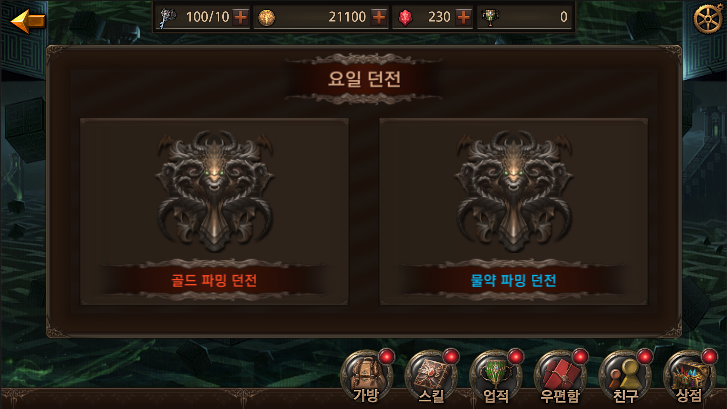 100/10 21100 230 0
요일 던전
골드 파밍 던전 물약 파밍 던전
가방 스킬 업적 우편함 친구 상점